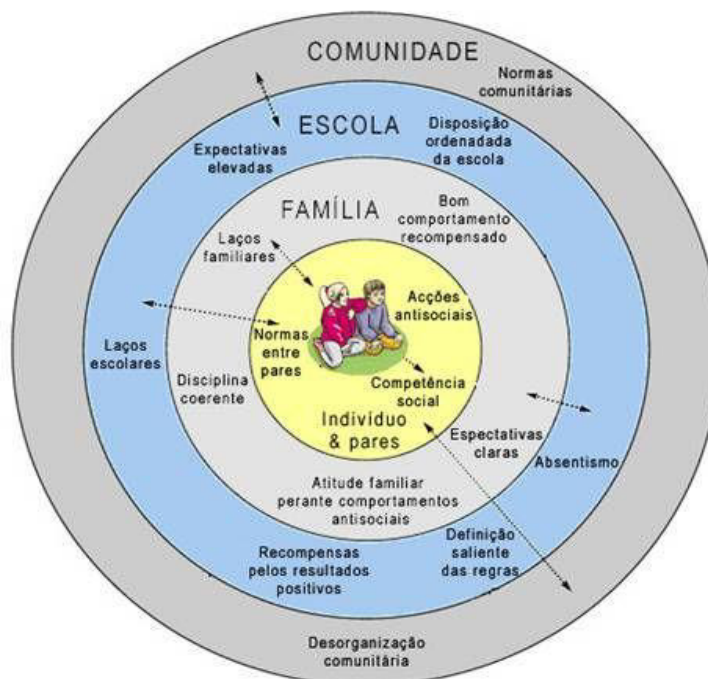 COMUNIDADE
Normas
comunitárias
ESCOLA
Disposição
ordenadada
da escola
Expectativas
elevadas
FAMÍLIA
Bom
comportamento
recompensado
Laços
familiares
Acções
antisociais
Normas
entre
pares
Laços
escolares
Disciplina
coerente
Competência
social
Indivíduo
& pares
Espectativas
claras
Absentismo
Atitude familiar
perante comportamentos
antisociais
Definição
saliente
das regras
Recompensas
pelos resultados
positivos
Desorganização
comunitária